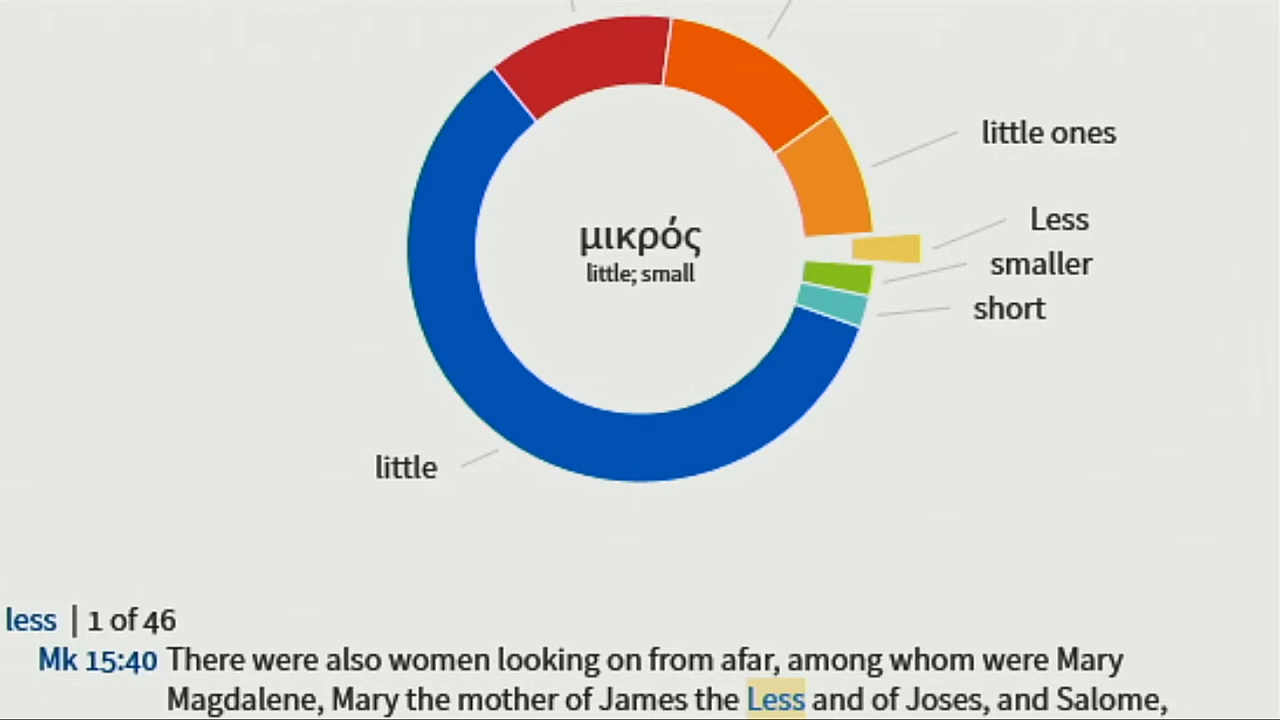 little ones
Less
smaller
short
μικρός
little; small
little
less | 1 of 46
Mk 15:40 There were also women looking on from afar, among whom were Mary
Magdalene, Mary the mother of James the Less and of Joses, and Salome,